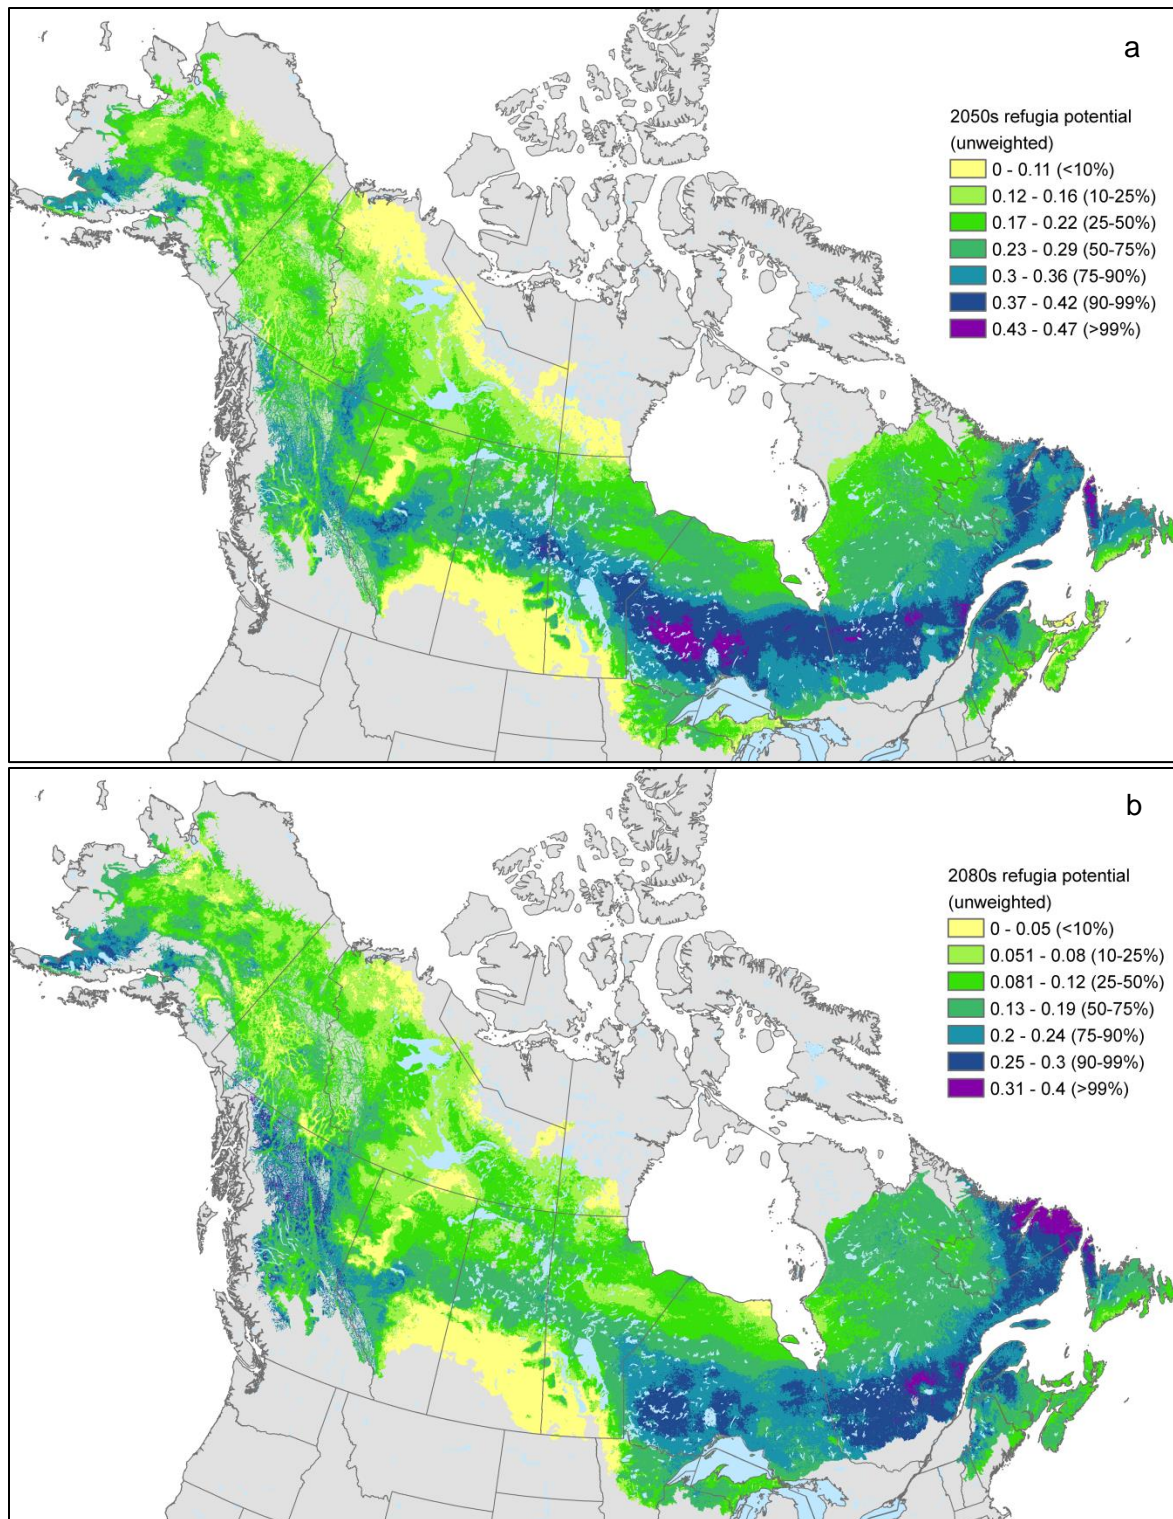 a
2050s refugia potential
(unweighted)
0 - 0.11 (<10%)
0.12 - 0.16 (10-25%)
0.17 - 0.22 (25-50%)
0.23 - 0.29 (50-75%)
0.3 - 0.36 (75-90%)
0.37 - 0.42 (90-99%)
0.43 - 0.47 (>99%)
b
2080s refugia potential
(unweighted)
0 - 0.05 (<10%)
0.051 - 0.08 (10-25%)
0.081 - 0.12 (25-50%)
0.13 - 0.19 (50-75%)
0.2 - 0.24 (75-90%)
0.25 - 0.3 (90-99%)
0.31 - 0.4 (>99%)